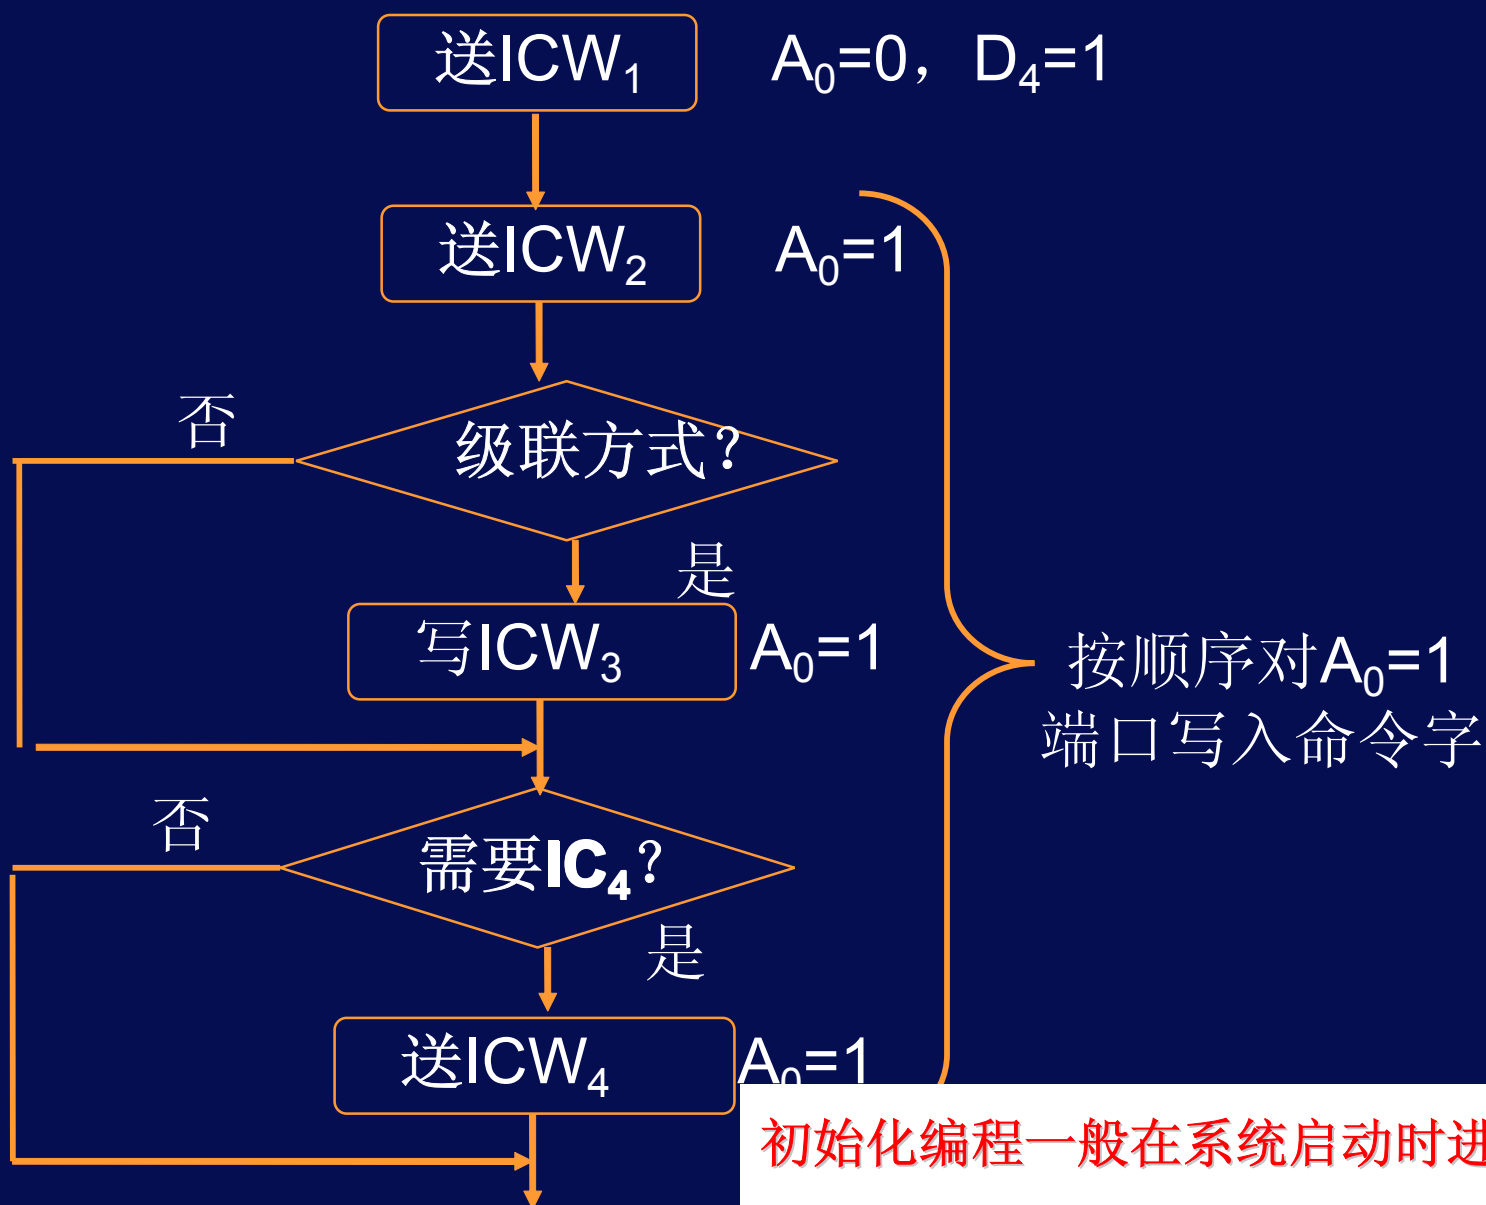 送ICW₁ A₀=0，D₄=1
送ICW₂ A₀=1
否
级联方式？
是
写ICW₃ A₀=1
按顺序对A₀=1
端口写入命令字
否
需要IC₄？
是
送ICW₄ A₀=1
初始化编程一般在系统启动时进